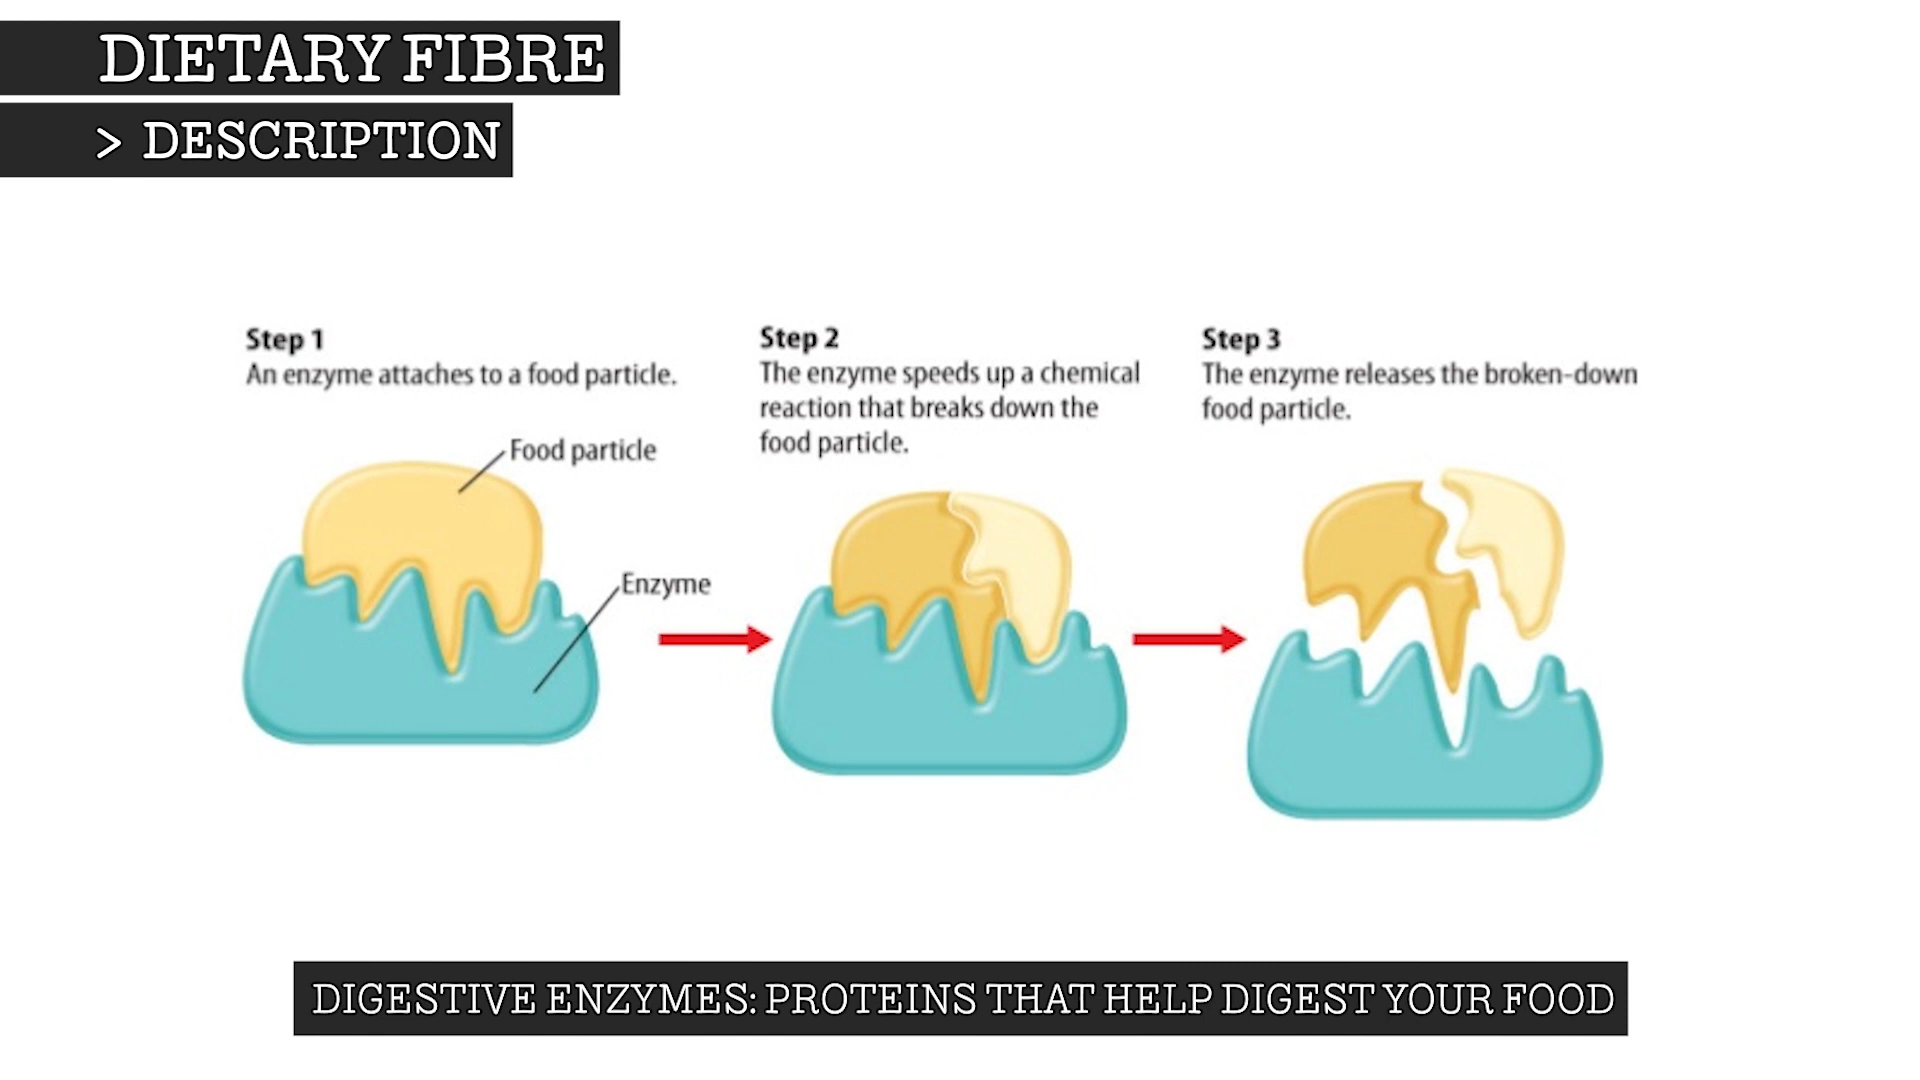 DIETARY FIBRE
> DESCRIPTION
Step 1
An enzyme attaches to a food particle.
Food particle
Enzyme
Step 2
The enzyme speeds up a chemical
reaction that breaks down the
food particle.
Step 3
The enzyme releases the broken-down
food particle.
DIGESTIVE ENZYMES: PROTEINS THAT HELP DIGEST YOUR FOOD